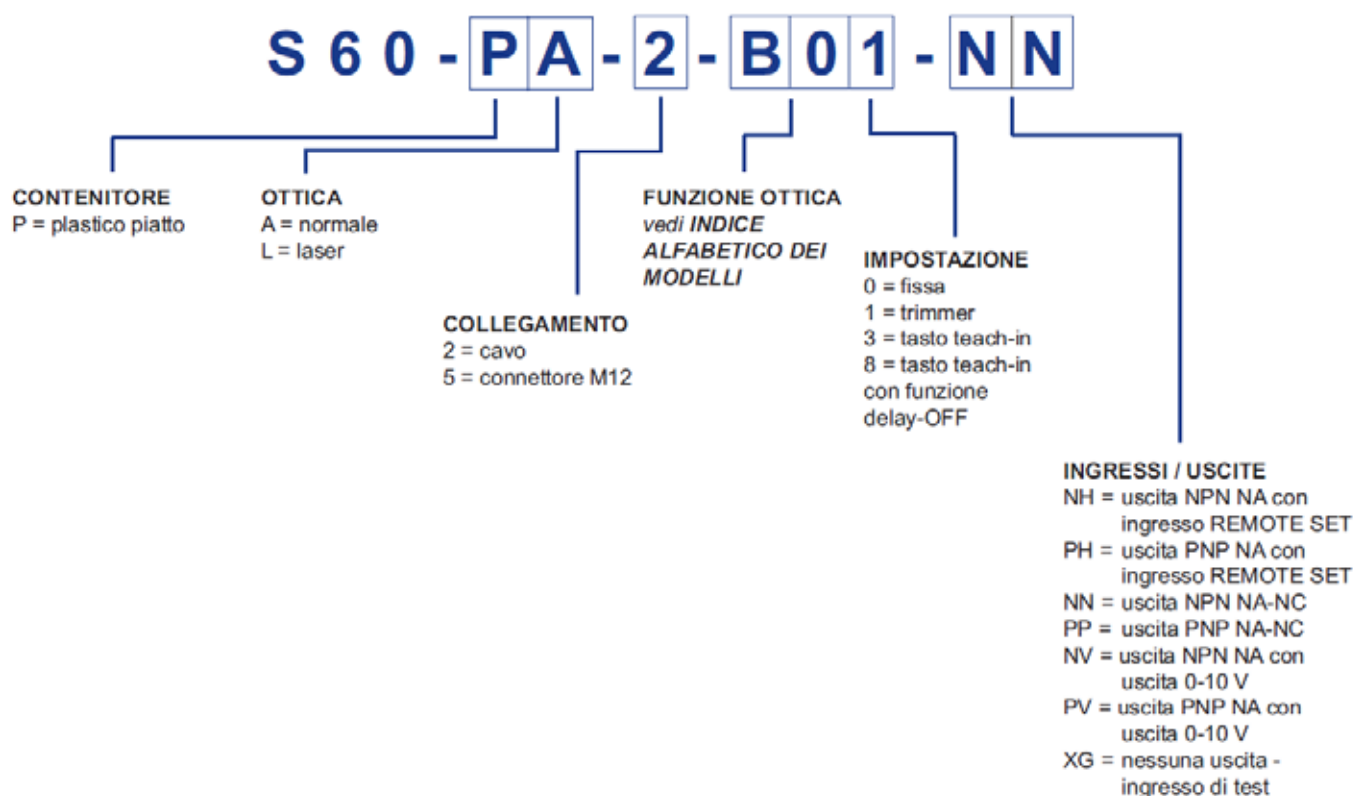 S60-PA-2-B01-NN
CONTENITORE
P = plastico piatto
OTTICA
A = normale
L = laser
COLLEGAMENTO
2 = cavo
5 = connettore M12
FUNZIONE OTTICA
vedi INDICE
ALFABETICO DEI
MODELLI
IMPOSTAZIONE
0 = fissa
1 = trimmer
3 = tasto teach-in
8 = tasto teach-in
con funzione
delay-OFF
INGRESSI / USCITE
NH = uscita NPN NA con
ingresso REMOTE SET
PH = uscita PNP NA con
ingresso REMOTE SET
NN = uscita NPN NA-NC
PP = uscita PNP NA-NC
NV = uscita NPN NA con
uscita 0-10 V
PV = uscita PNP NA con
uscita 0-10 V
XG = nessuna uscita -
ingresso di test